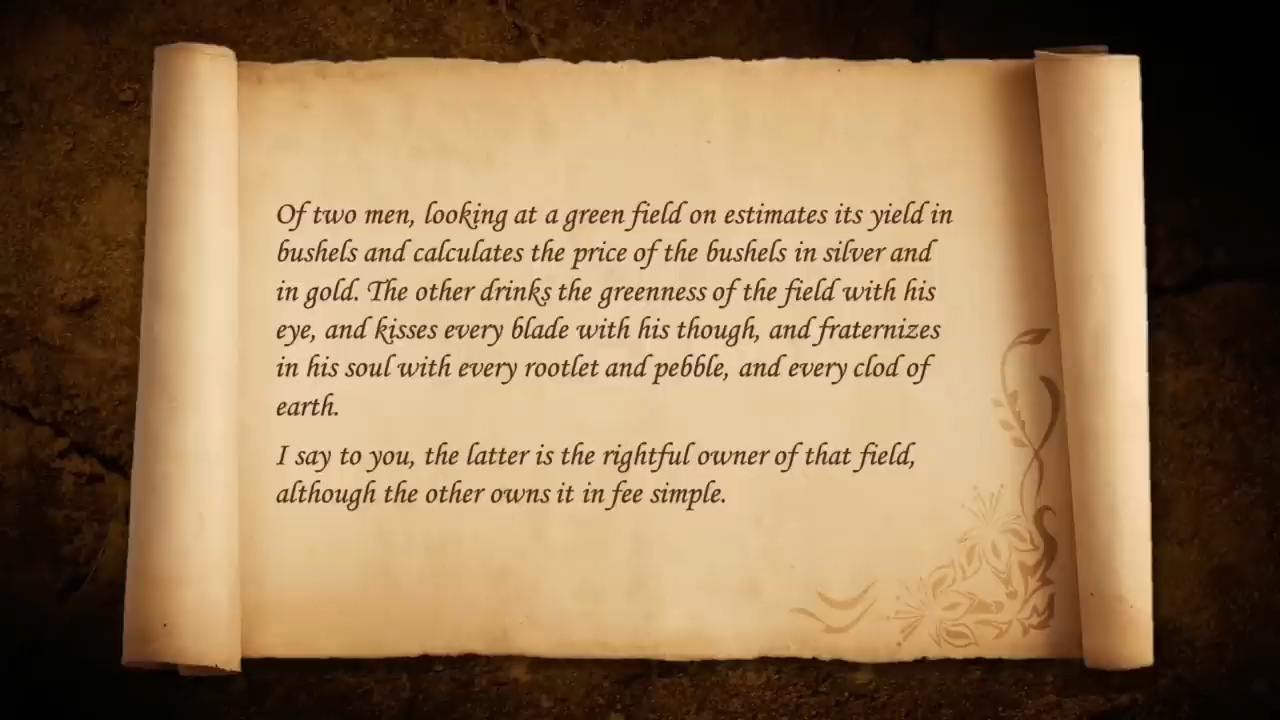 Of two men, looking at a green field on estimates its yield in
bushels and calculates the price of the bushels in silver and
in gold. The other drinks the greenness of the field with his
eye, and kisses every blade with his though, and fraternizes
in his soul with every rootlet and pebble, and every clod of
earth.
I say to you, the latter is the rightful owner of that field,
although the other owns it in fee simple.